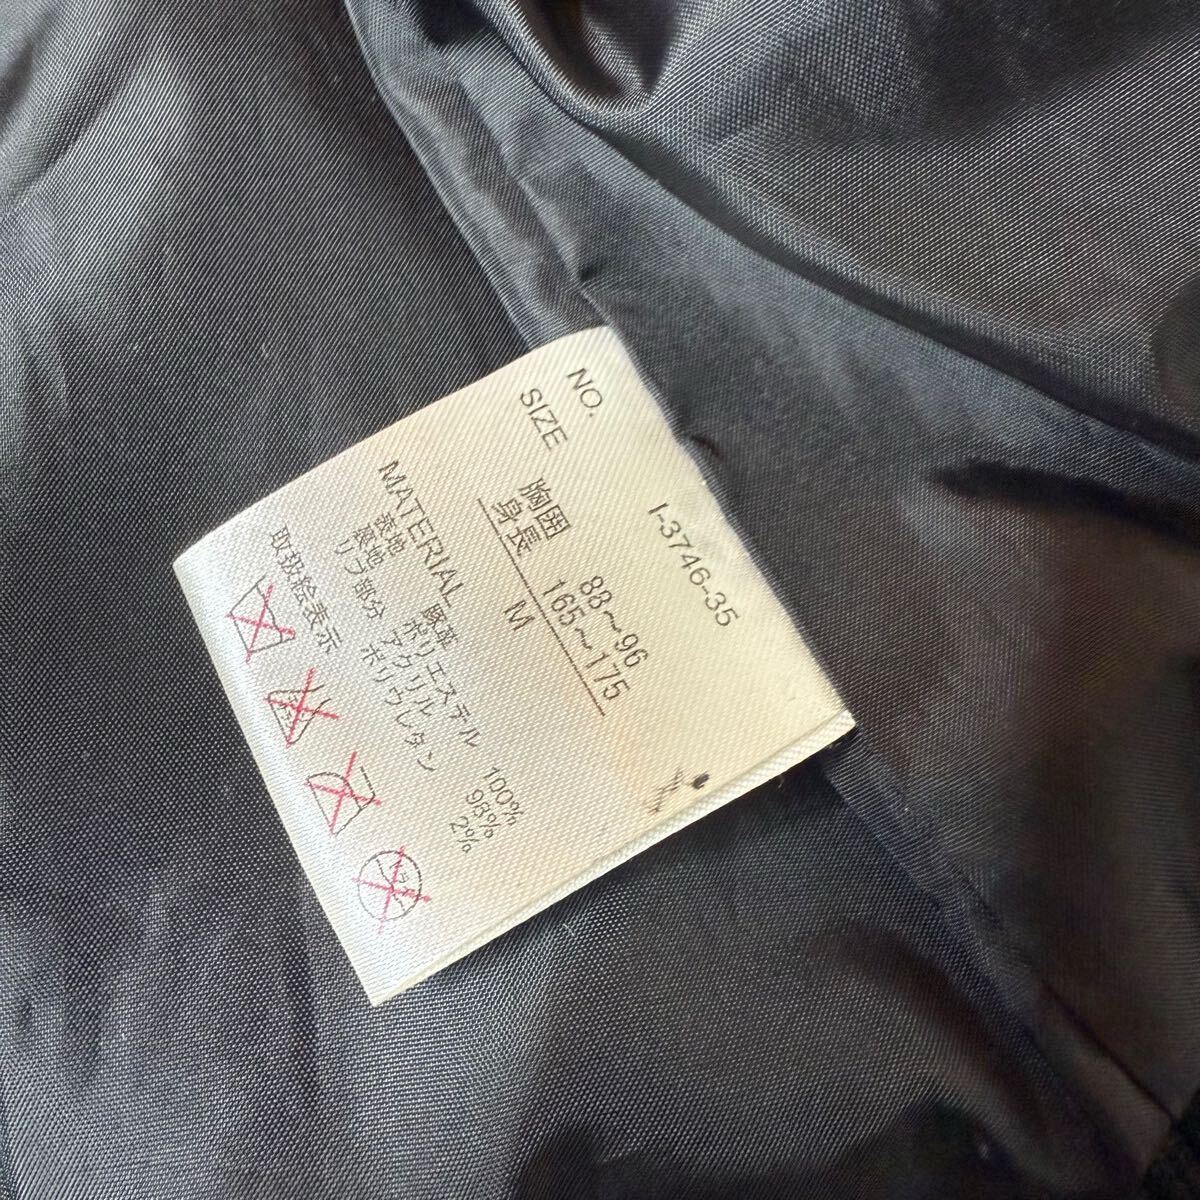 NO. I-3746-35
SIZE
胸囲 88～96
身長 165～175
M
MATERIAL
表地 豚革
裏地 ポリエステル 100%
リブ部分 アクリル 98%
ポリウレタン 2%
取扱絵表示